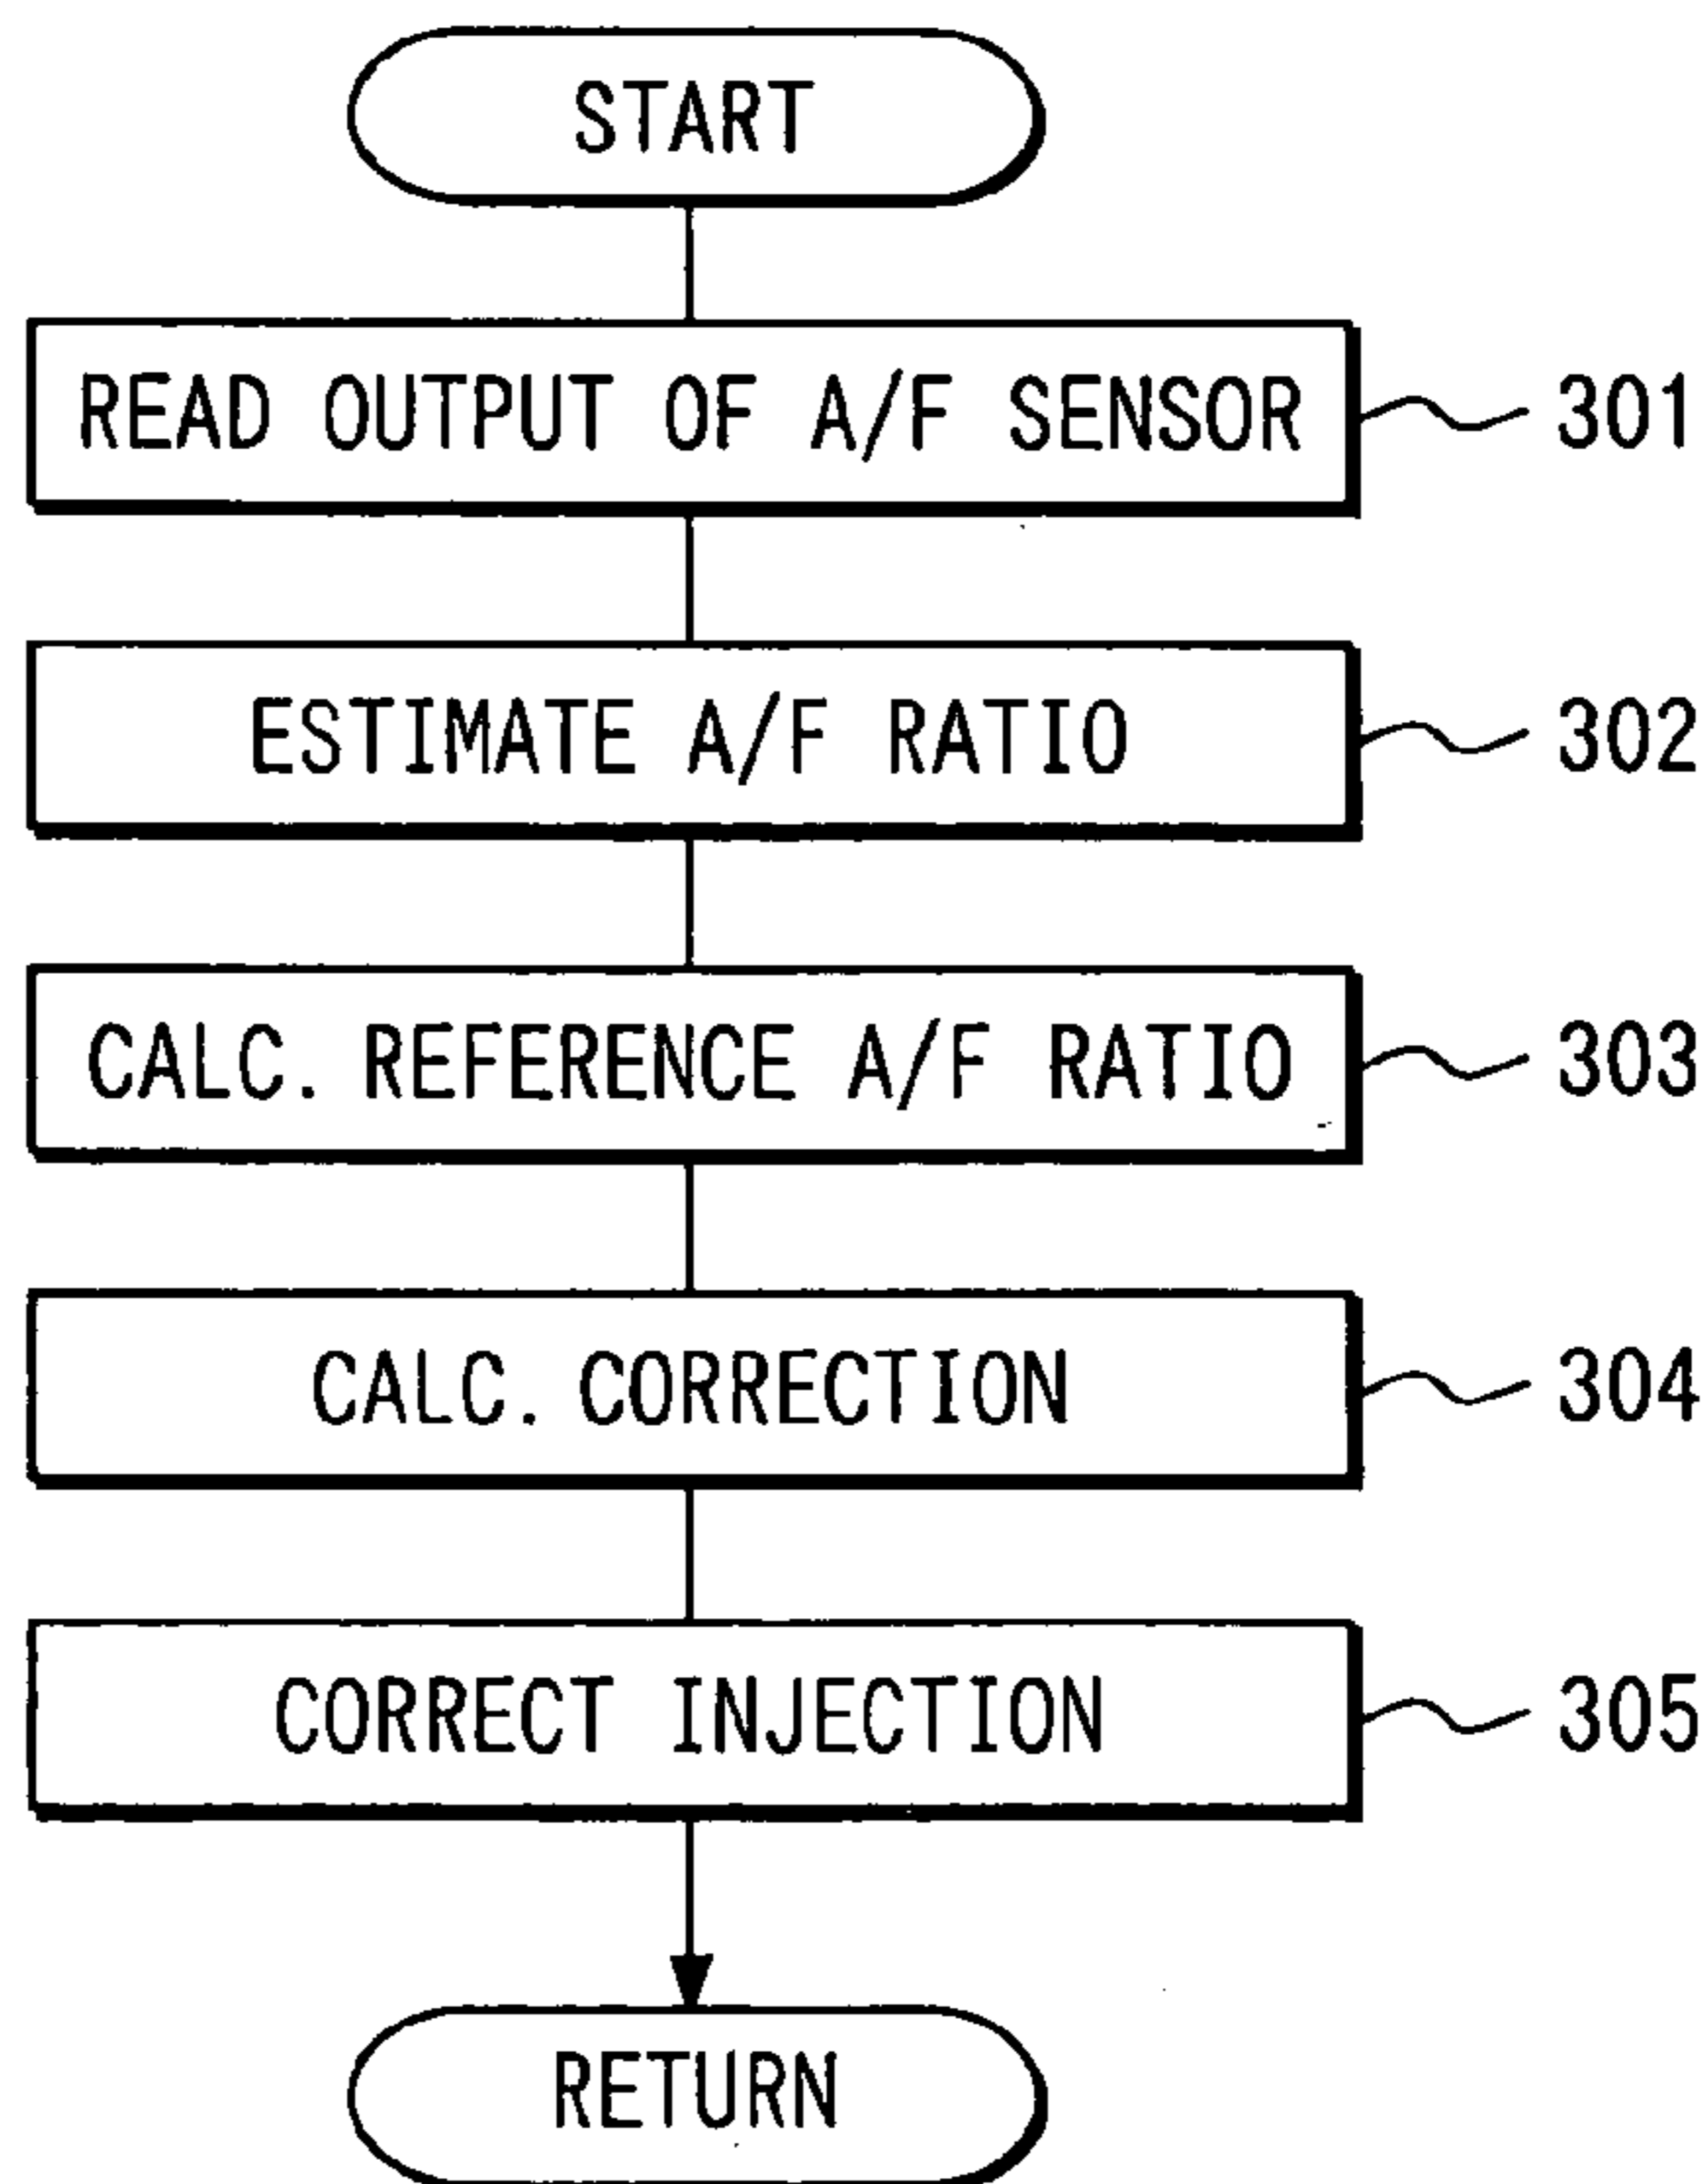 START
READ OUTPUT OF A/F SENSOR 301
ESTIMATE A/F RATIO 302
CALC. REFERENCE A/F RATIO 303
CALC. CORRECTION 304
CORRECT INJECTION 305
RETURN